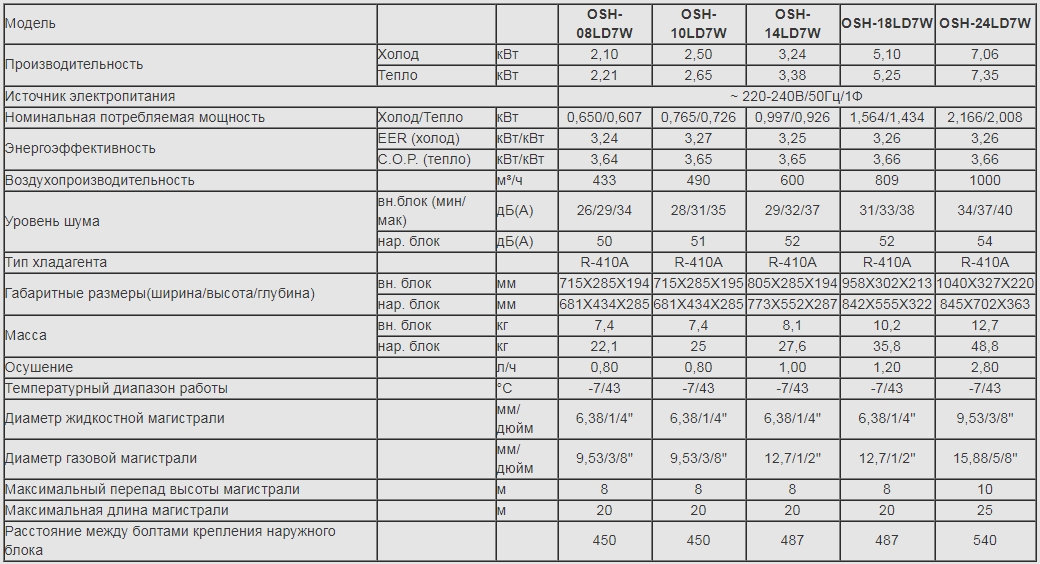 Модель OSH-08LD7W OSH-10LD7W OSH-14LD7W OSH-18LD7W OSH-24LD7W
Производительность Холод кВт 2,10 2,50 3,24 5,10 7,06
Тепло кВт 2,21 2,65 3,38 5,25 7,35
Источник электропитания ~ 220-240В/50Гц/1Ф
Номинальная потребляемая мощность Холод/Тепло кВт 0,650/0,607 0,765/0,726 0,997/0,926 1,564/1,434 2,166/2,008
Энергоэффективность EER (холод) кВт/кВт 3,24 3,27 3,25 3,26 3,26
C.O.P. (тепло) кВт/кВт 3,64 3,65 3,65 3,66 3,66
Воздухопроизводительность м³/ч 433 490 600 809 1000
Уровень шума вн.блок (мин/мак) дБ(А) 26/29/34 28/31/35 29/32/37 31/33/38 34/37/40
нар. блок дБ(А) 50 51 52 52 54
Тип хладагента R-410A R-410A R-410A R-410A R-410A
Габаритные размеры(ширина/высота/глубина) вн. блок мм 715X285X194 715X285X195 805X285X194 958X302X213 1040X327X220
нар. блок мм 681X434X285 681X434X285 773X552X287 842X555X322 845X702X363
Масса вн. блок кг 7,4 7,4 8,1 10,2 12,7
нар. блок кг 22,1 25 27,6 35,8 48,8
Осушение л/ч 0,80 0,80 1,00 1,20 2,80
Температурный диапазон работы °C -7/43 -7/43 -7/43 -7/43 -7/43
Диаметр жидкостной магистрали мм/дюйм 6,38/1/4" 6,38/1/4" 6,38/1/4" 6,38/1/4" 9,53/3/8"
Диаметр газовой магистрали мм/дюйм 9,53/3/8" 9,53/3/8" 12,7/1/2" 12,7/1/2" 15,88/5/8"
Максимальный перепад высоты магистрали м 8 8 8 8 10
Максимальная длина магистрали м 20 20 20 20 25
Расстояние между болтами крепления наружного
блока 450 450 487 487 540